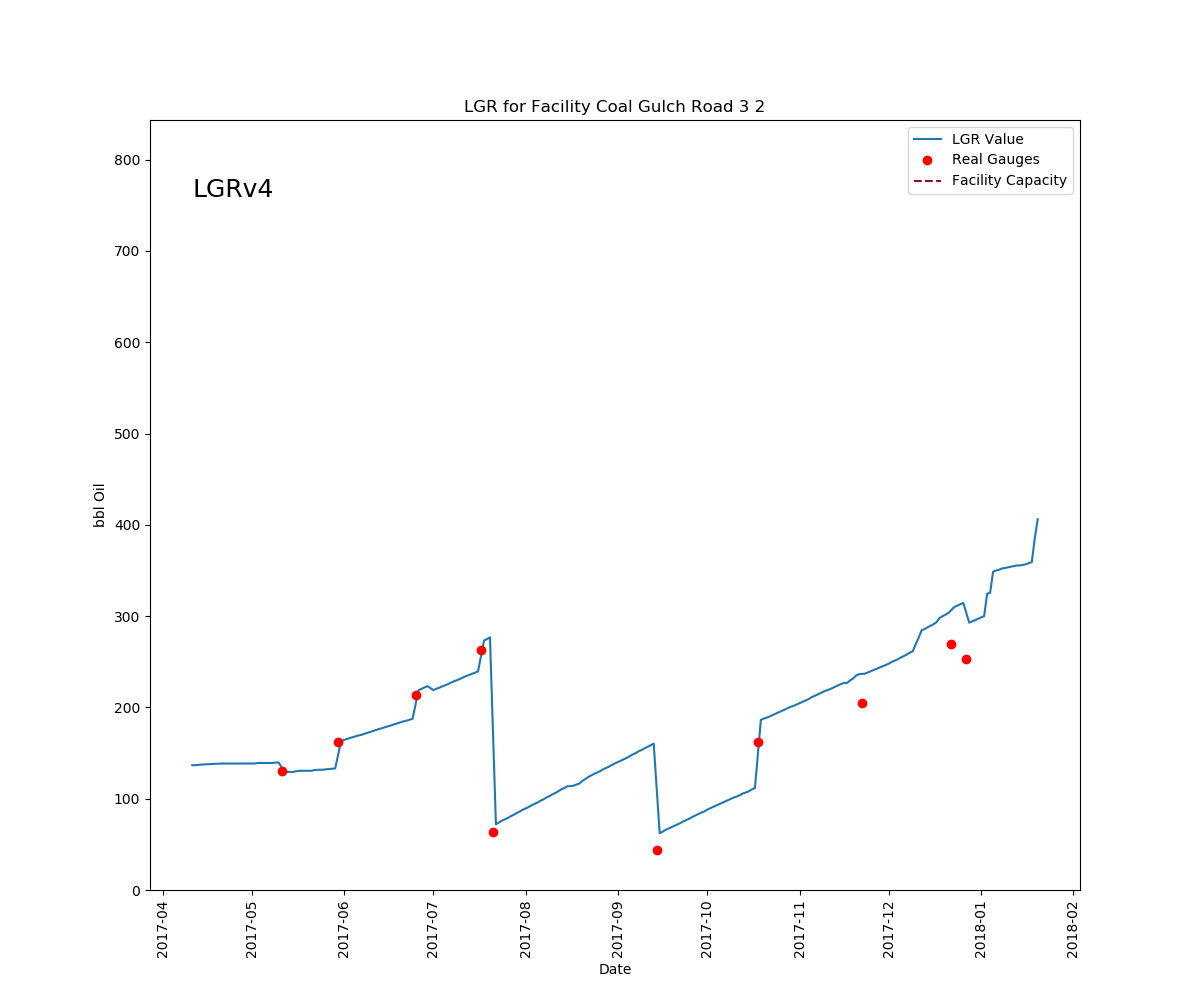 LGR for Facility Coal Gulch Road 3 2
LGRv4
LGR Value
Real Gauges
Facility Capacity
800
700
600
500
400
300
200
100
0
bbl Oil
2017-04
2017-05
2017-06
2017-07
2017-08
2017-09
2017-10
2017-11
2017-12
2018-01
2018-02
Date